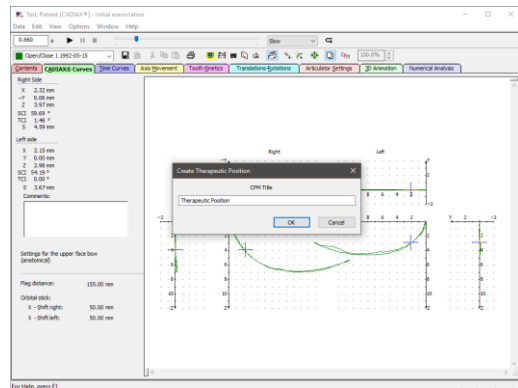 Test, Patient [CADIAX®] - Initial examination
Data Edit View Options Window Help
0.660 s Slow
Open/Close 1 1992-05-15 100.0%
Contents CADIAX® Curves Time Curves Axis Movement Tooth Kinetics Translations-Rotations Articulator Settings 3D Animation Numerical Analysis
Right Side
X 2.32 mm
-Y 0.06 mm
Z 3.97 mm
SCI 59.69 °
TCI 1.48 °
S 4.59 mm
Left side
X 2.15 mm
Y 0.00 mm
Z 2.98 mm
SCI 54.19 °
TCI 0.00 °
S 3.67 mm
Comments:
Settings for the upper face bow
(anatomical)
Flag distance: 155.00 mm
Orbital stick:
X - Shift right: 50.00 mm
X - Shift left: 50.00 mm
Right Left
Create Therapeutic Position
CPM Title
Therapeutic Position
OK Cancel
For Help, press F1